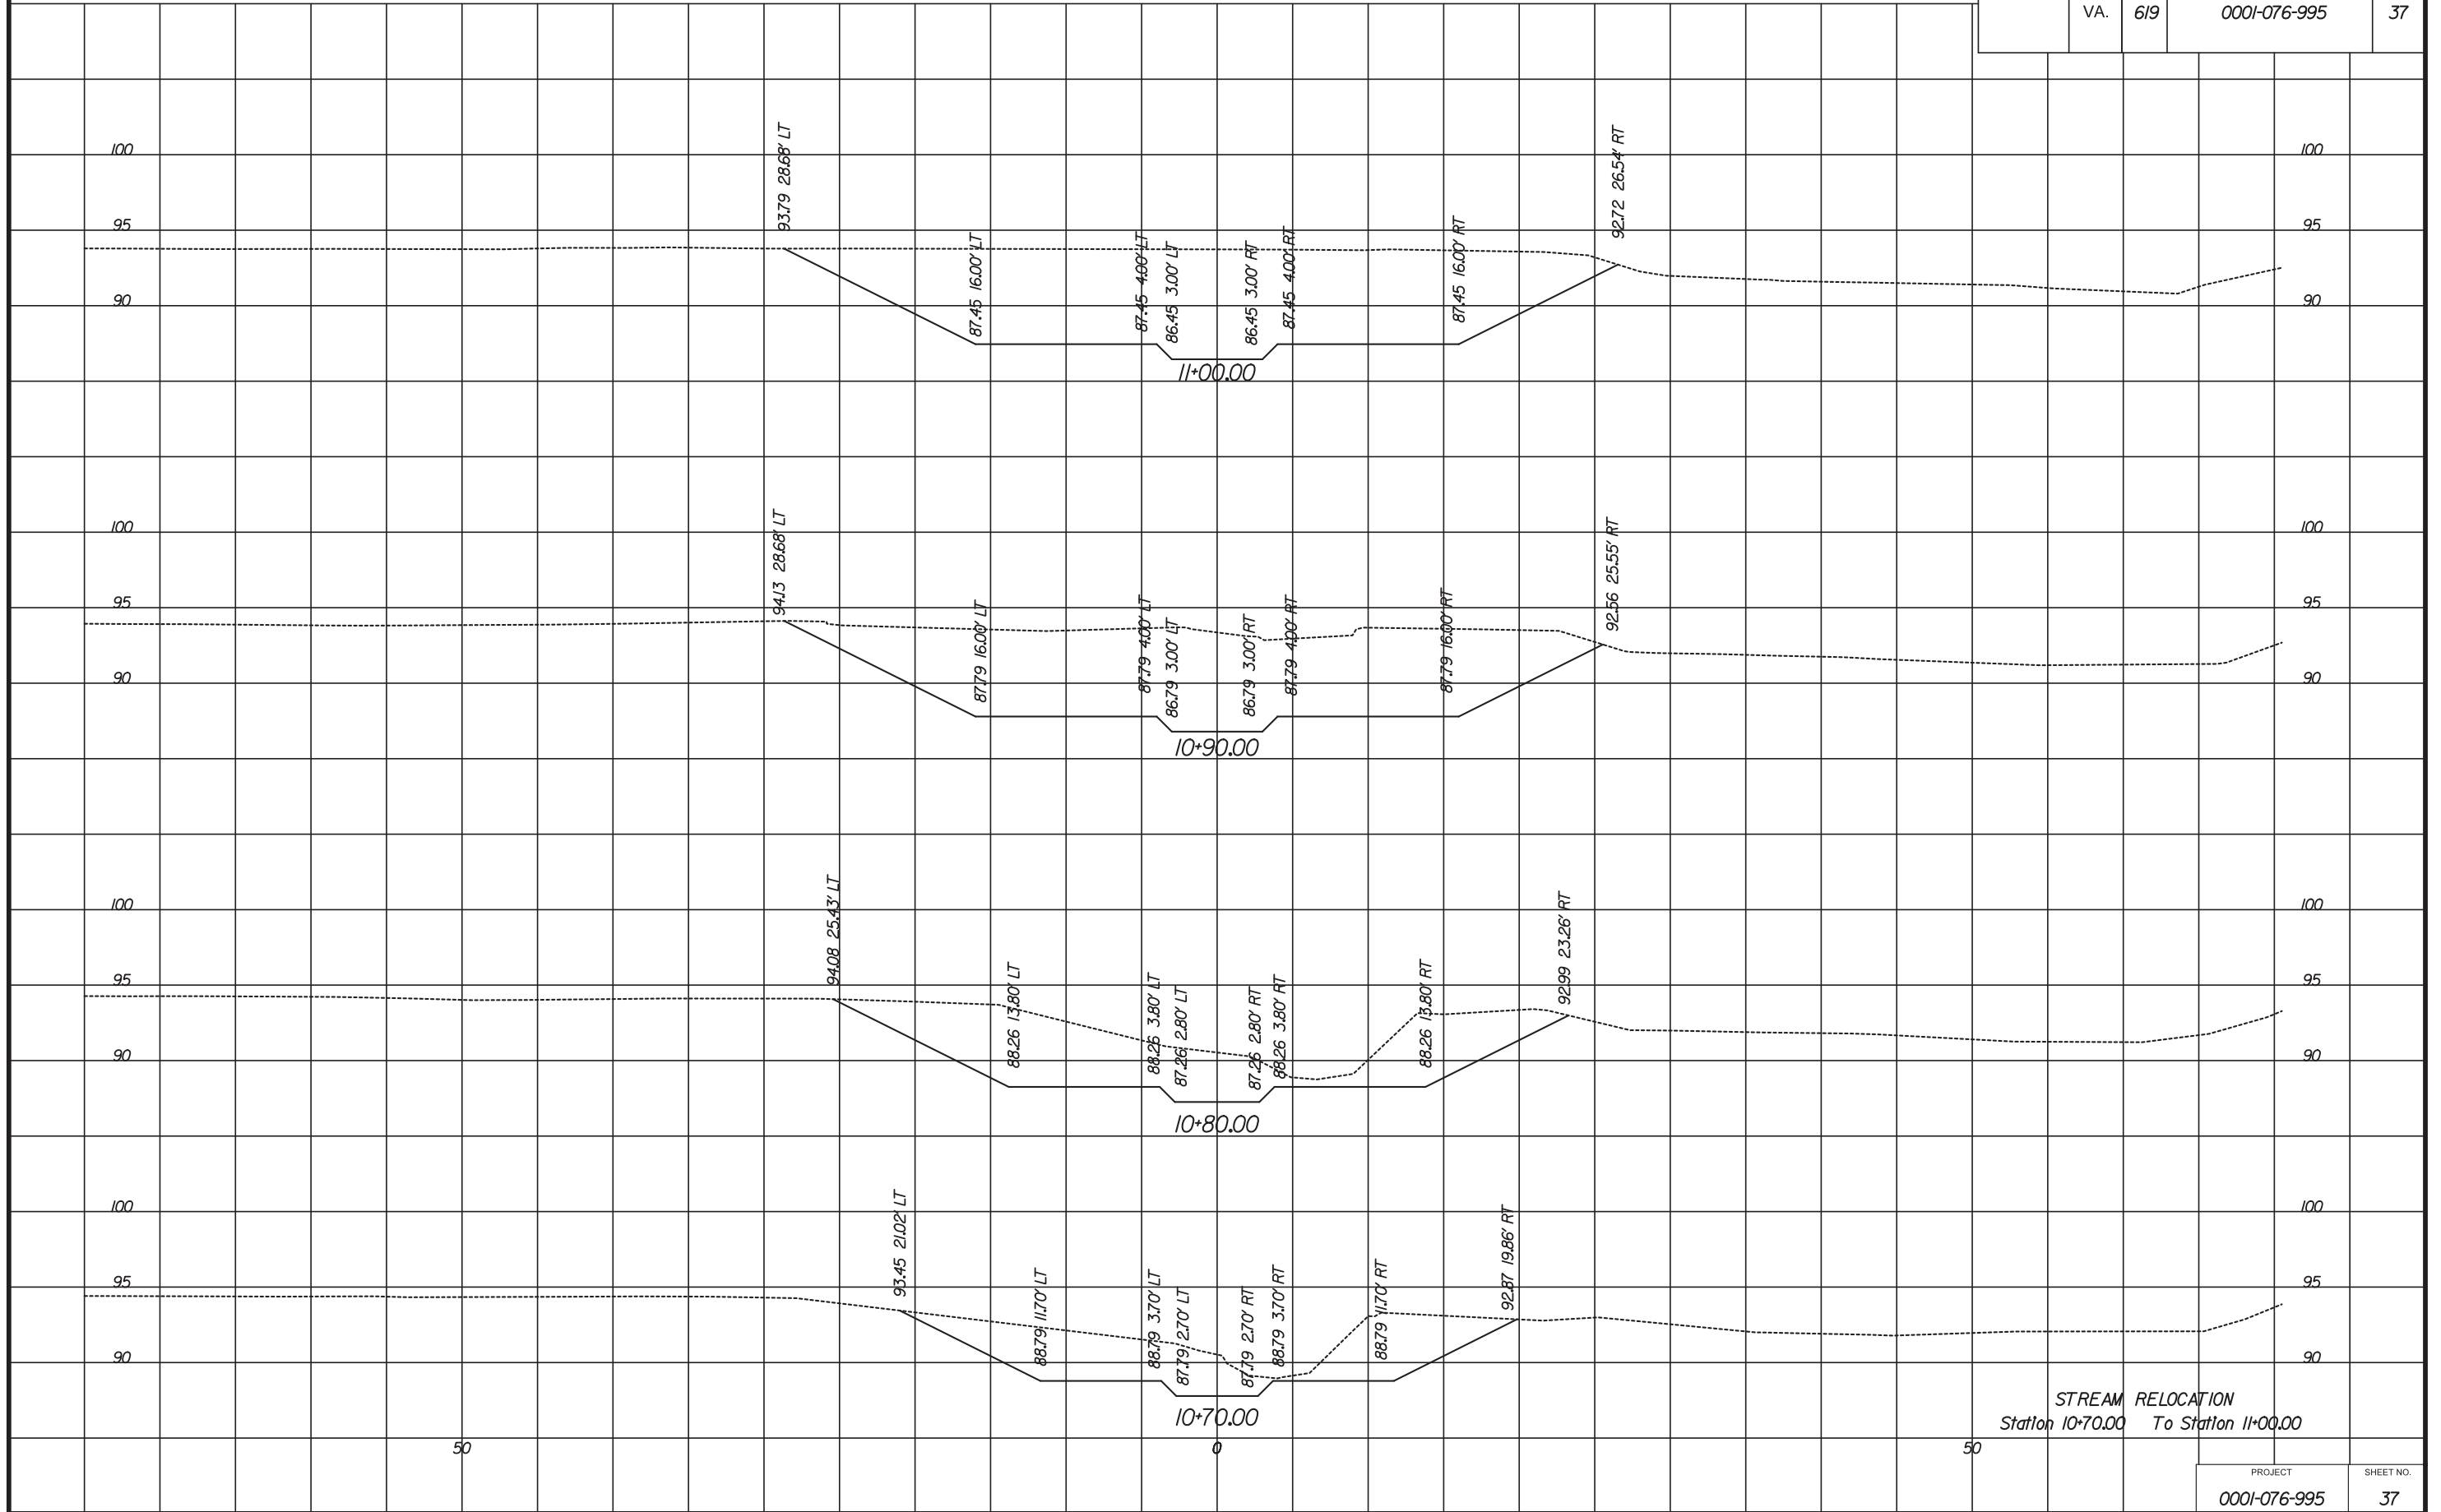 VA. 619 0001-076-995 37
100 100
93.79 28.68' LT
92.72 26.54' RT
95 95
87.45 16.00' LT
87.45 4.00' LT
86.45 3.00' LT
86.45 3.00' RT
87.45 4.00' RT
87.45 16.00' RT
90 90
11+00.00
100 100
94.13 28.68' LT
92.56 25.55' RT
95 95
87.79 16.00' LT
87.79 4.00' LT
86.79 3.00' LT
86.79 3.00' RT
87.79 4.00' RT
87.79 16.00' RT
90 90
10+90.00
100 100
94.08 25.43' LT
92.99 23.26' RT
95 95
88.26 13.80' LT
88.26 3.80' LT
87.26 2.80' LT
87.26 2.80' RT
88.26 3.80' RT
88.26 13.80' RT
90 90
10+80.00
100 100
93.45 21.02' LT
92.87 19.86' RT
95 95
88.79 11.70' LT
88.79 3.70' LT
87.79 2.70' LT
87.79 2.70' RT
88.79 3.70' RT
88.79 11.70' RT
90 90
10+70.00
STREAM RELOCATION
Station 10+70.00 To Station 11+00.00
50 0 50
PROJECT SHEET NO.
0001-076-995 37